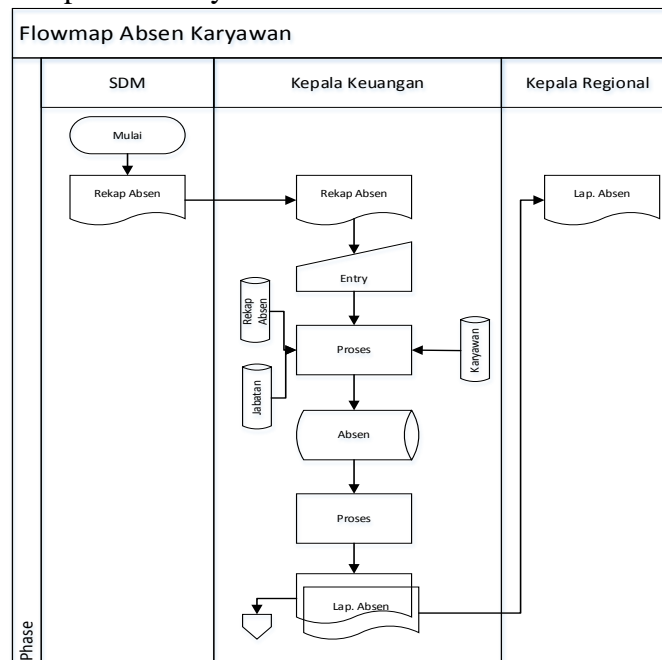 Flowmap Absen Karyawan
SDM
Kepala Keuangan
Kepala Regional
Mulai
Rekap Absen
Rekap Absen
Lap. Absen
Entry
Rekap
Absen
Proses
Karyawan
Jabatan
Absen
Proses
Lap. Absen
Phase